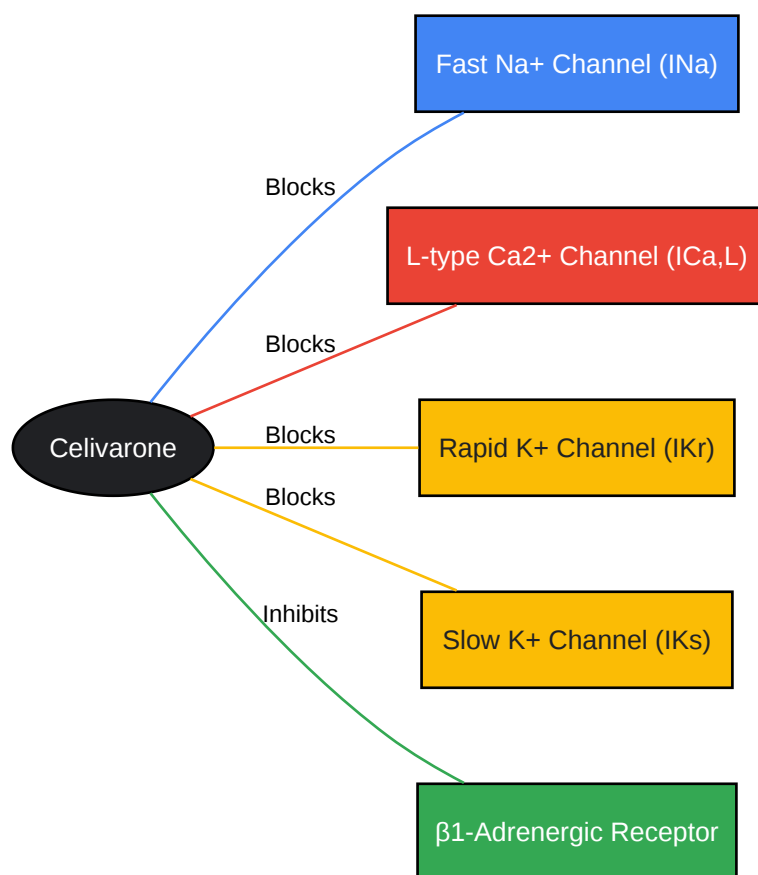 Fast Na+ Channel (INa)
Blocks
L-type Ca2+ Channel (ICa,L)
Blocks
Celivarone
Blocks
Rapid K+ Channel (IKr)
Blocks
Slow K+ Channel (IKs)
Inhibits
β1-Adrenergic Receptor